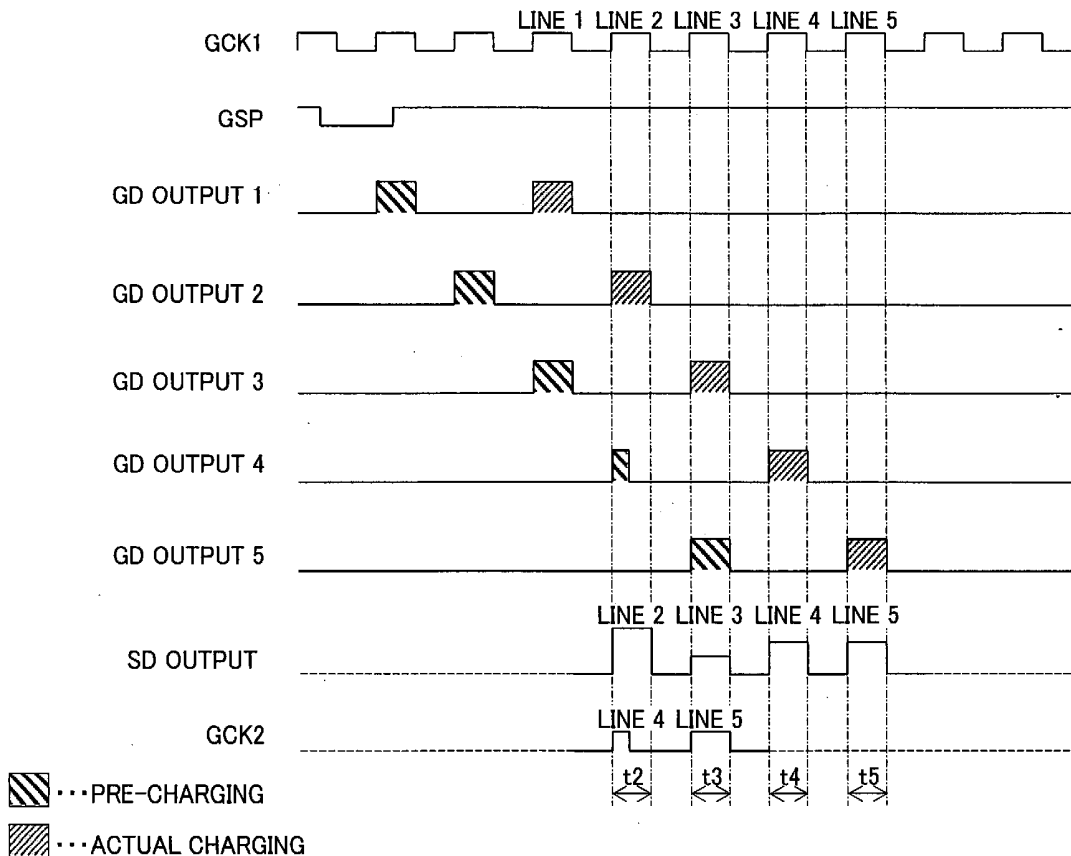 LINE 1 LINE 2 LINE 3 LINE 4 LINE 5
GCK1
GSP
GD OUTPUT 1
GD OUTPUT 2
GD OUTPUT 3
GD OUTPUT 4
GD OUTPUT 5
LINE 2 LINE 3 LINE 4 LINE 5
SD OUTPUT
LINE 4 LINE 5
GCK2
t2 t3 t4 t5
···PRE-CHARGING
···ACTUAL CHARGING